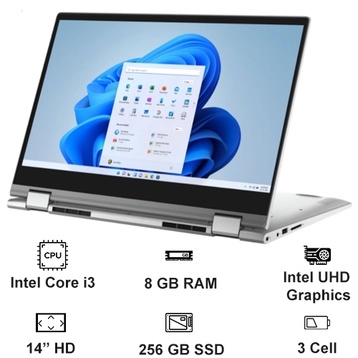 CPU
Intel Core i3
8 GB RAM
Intel UHD
Graphics
14” HD
256 GB SSD
3 Cell